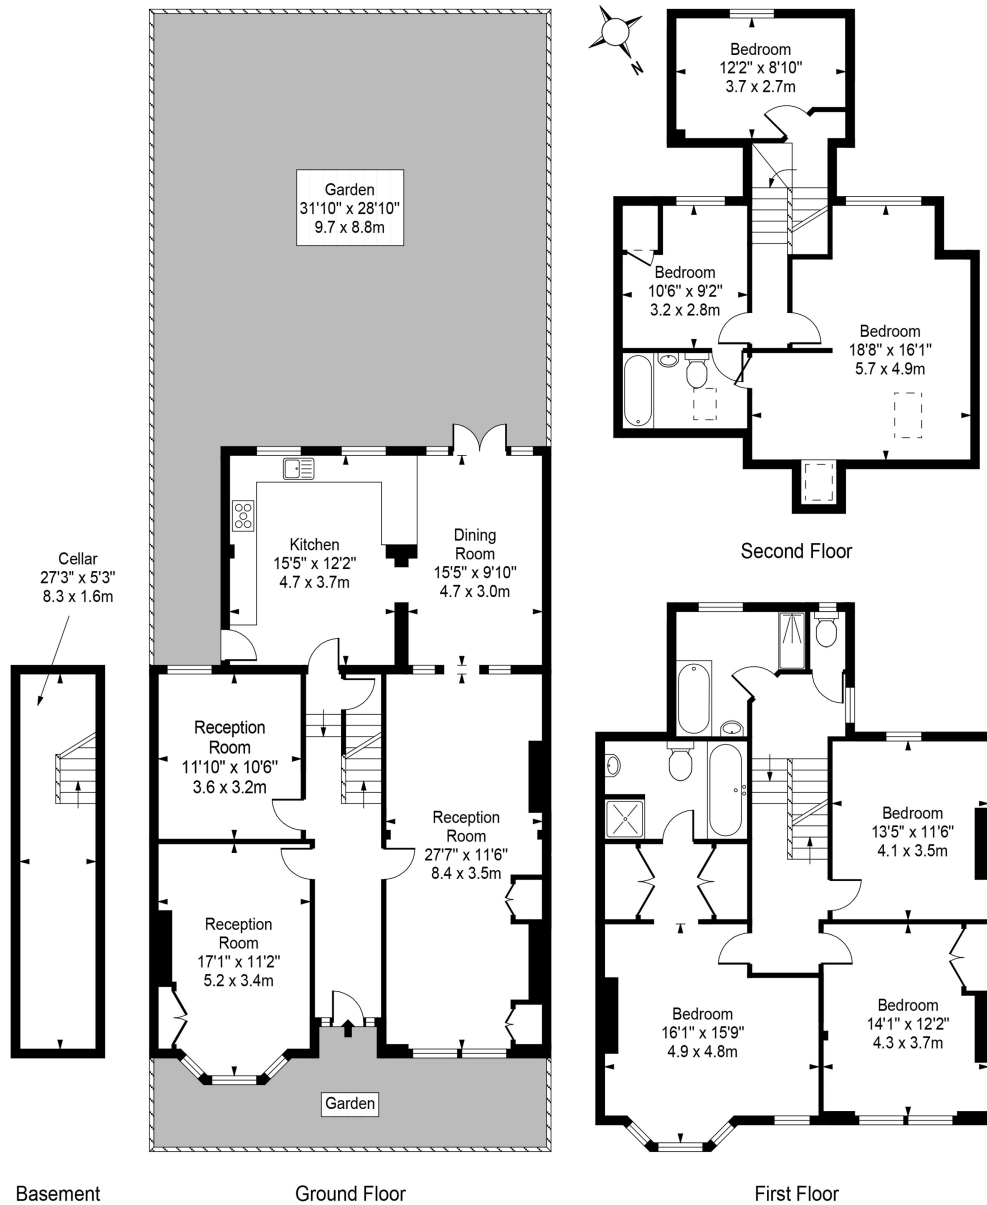 N
Bedroom
12'2" x 8'10"
3.7 x 2.7m
Garden
31'10" x 28'10"
9.7 x 8.8m
Bedroom
10'6" x 9'2"
3.2 x 2.8m
Bedroom
18'8" x 16'1"
5.7 x 4.9m
Second Floor
Cellar
27'3" x 5'3"
8.3 x 1.6m
Kitchen
15'5" x 12'2"
4.7 x 3.7m
Dining
Room
15'5" x 9'10"
4.7 x 3.0m
Reception
Room
11'10" x 10'6"
3.6 x 3.2m
Reception
Room
27'7" x 11'6"
8.4 x 3.5m
Reception
Room
17'1" x 11'2"
5.2 x 3.4m
Garden
Bedroom
13'5" x 11'6"
4.1 x 3.5m
Bedroom
16'1" x 15'9"
4.9 x 4.8m
Bedroom
14'1" x 12'2"
4.3 x 3.7m
Basement
Ground Floor
First Floor